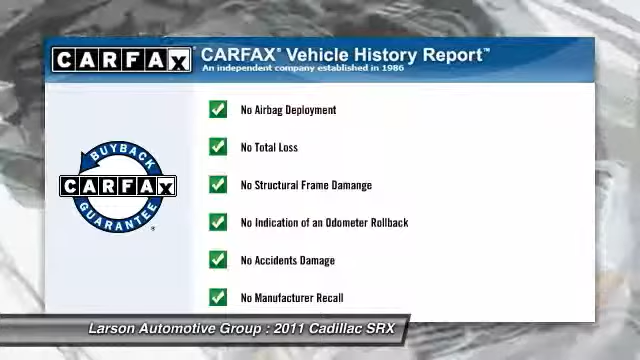 CARFAX® CARFAX® Vehicle History Report™
An independent company established in 1986
No Airbag Deployment
No Total Loss
BUYBACK
CARFAX
GUARANTEE®
No Structural Frame Damange
No Indication of an Odometer Rollback
No Accidents Damage
No Manufacturer Recall
Larson Automotive Group : 2011 Cadillac SRX